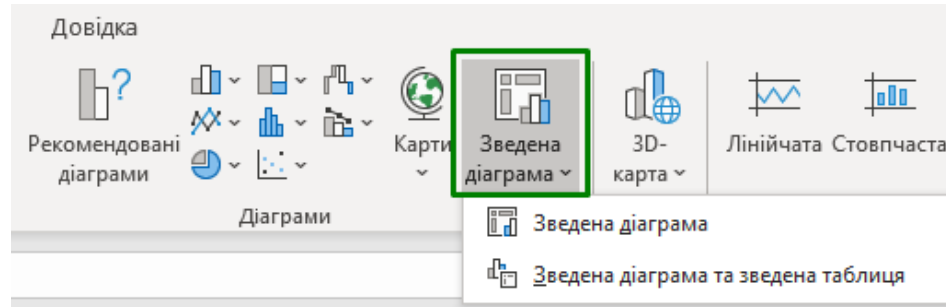 Довідка
Рекомендовані
діаграми
Карти
Зведена
діаграма
3D-
карта
Лінійчата
Стовпчаста
Діаграми
Зведена діаграма
Зведена діаграма та зведена таблиця